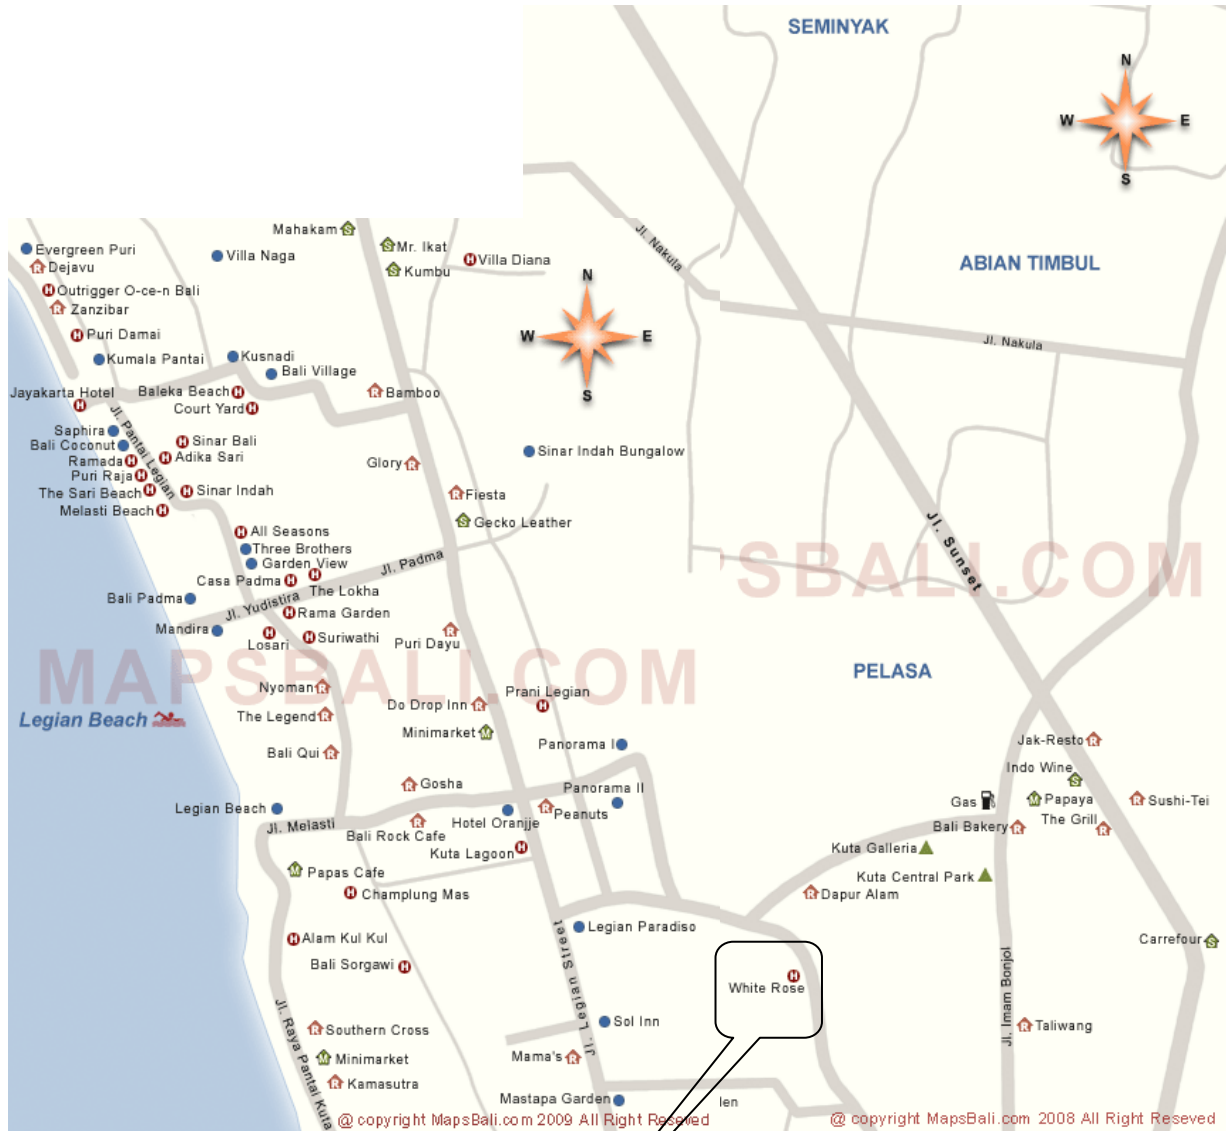 SEMINYAK
N
W
E
S
Jl. Nakula
ABIAN TIMBUL
Mahakam
S
Mr. Ikat
S
Kumbu
S
Villa Diana
H
Evergreen Puri
R
Dejavu
Villa Naga
H
Outrigger O-ce-n Bali
R
Zanzibar
N
W
E
S
H
Puri Damai
Jl. Nakula
Kumala Pantai
Kusnadi
Bali Village
Jayakarta Hotel
H
Baleka Beach
H
Court Yard
H
R
Bamboo
Jl. Pantai Legian
Saphira
Bali Coconut
H
Sinar Bali
Ramada
H
H
Adika Sari
Puri Raja
H
The Sari Beach
H
H
Sinar Indah
Melasti Beach
H
Glory
R
Sinar Indah Bungalow
R
Fiesta
S
Gecko Leather
Jl. Sunset
H
All Seasons
Three Brothers
Garden View
Casa Padma
H
H
The Lokha
Jl. Padma
SBALI.COM
Bali Padma
Jl. Yudistira
H
Rama Garden
Mandira
H
Losari
H
Suriwathi
Puri Dayu
R
MAPSBALI.COM
PELASA
Nyoman
R
Do Drop Inn
R
Prani Legian
H
Legian Beach
The Legend
R
Minimarket
M
Bali Qui
R
Panorama I
Jak-Resto
R
Indo Wine
S
R
Gosha
Panorama II
Gas
M
Papaya
R
Sushi-Tei
Legian Beach
Hotel Oranjje
R
Peanuts
Jl. Melasti
R
Bali Rock Cafe
Bali Bakery
R
The Grill
R
Kuta Lagoon
H
Kuta Galleria
M
Papas Cafe
Kuta Central Park
H
Champlung Mas
R
Dapur Alam
Jl. Legian Street
Legian Paradiso
H
Alam Kul Kul
Carrefour
S
Bali Sorgawi
H
H
White Rose
Jl. Imam Bonjol
Jl. Raya Pantai Kuta
R
Southern Cross
Sol Inn
R
Taliwang
M
Minimarket
Mama's
R
Jl.
R
Kamasutra
Mastapa Garden
len
@ copyright MapsBali.com 2009 All Right Reseved
@ copyright MapsBali.com 2008 All Right Reseved